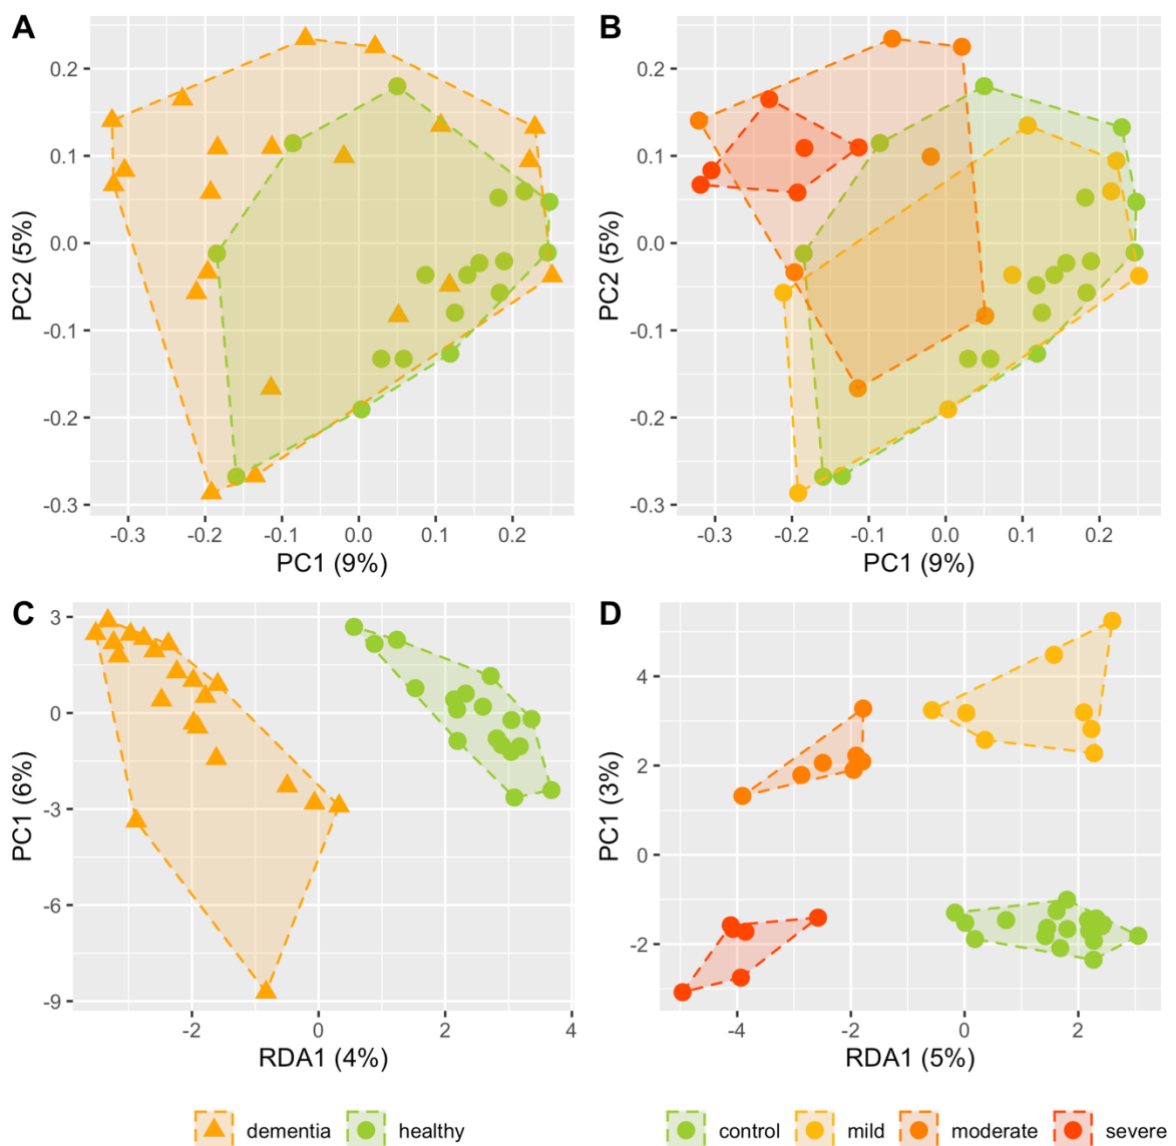 A
0.2
0.1
0.0
-0.1
-0.2
-0.3
PC2 (5%)
-0.3 -0.2 -0.1 0.0 0.1 0.2
PC1 (9%)
B
0.2
0.1
0.0
-0.1
-0.2
-0.3
PC2 (5%)
-0.3 -0.2 -0.1 0.0 0.1 0.2
PC1 (9%)
C
3
0
-3
-6
-9
PC1 (6%)
-2 0 2 4
RDA1 (4%)
D
4
2
0
-2
PC1 (3%)
-4 -2 0 2
RDA1 (5%)
dementia healthy
control mild moderate severe